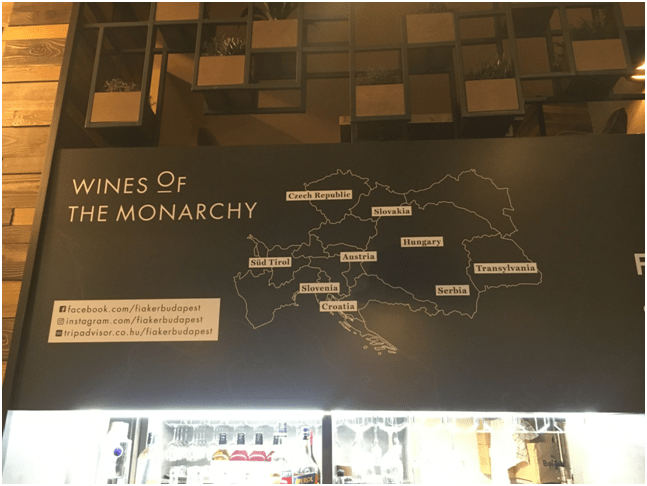 WINES OF
THE MONARCHY
Czech Republic
Slovakia
Hungary
Süd Tirol
Austria
Transylvania
Slovenia
Serbia
Croatia
facebook.com/fiakerbudapest
instagram.com/fiakerbudapest
tripadvisor.co.hu/fiakerbudapest
F